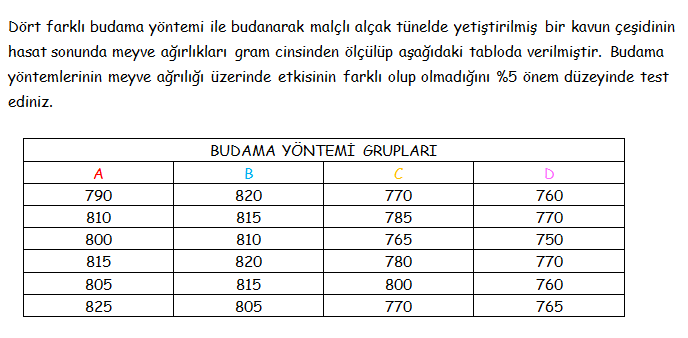 Dört farklı budama yöntemi ile budanarak malçlı alçak tünelde yetiştirilmiş bir kavun çeşidinin
hasat sonunda meyve ağırlıkları gram cinsinden ölçülüp aşağıdaki tabloda verilmiştir. Budama
yöntemlerinin meyve ağrılığı üzerinde etkisinin farklı olup olmadığını %5 önem düzeyinde test
ediniz.
BUDAMA YÖNTEMİ GRUPLARI
A B C D
790 820 770 760
810 815 785 770
800 810 765 750
815 820 780 770
805 815 800 760
825 805 770 765